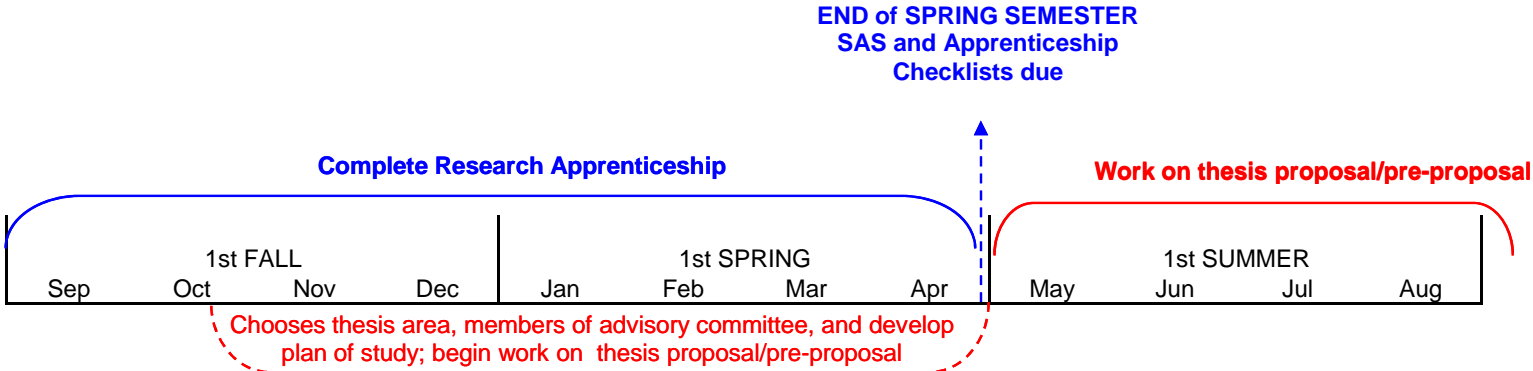 END of SPRING SEMESTER
SAS and Apprenticeship
Checklists due
Complete Research Apprenticeship
Work on thesis proposal/pre-proposal
1st FALL
1st SPRING
1st SUMMER
Sep Oct Nov Dec Jan Feb Mar Apr May Jun Jul Aug
Chooses thesis area, members of advisory committee, and develop
plan of study; begin work on thesis proposal/pre-proposal